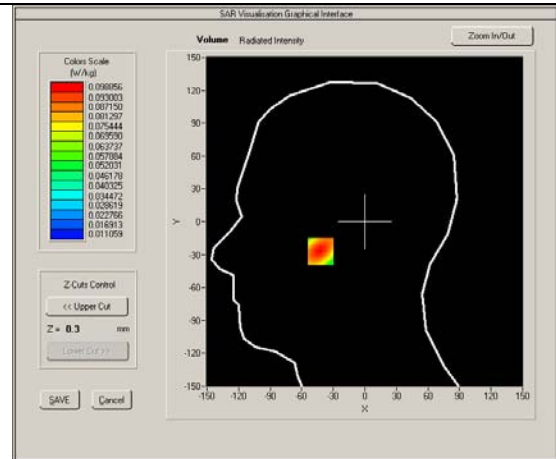 SAR Visualisation Graphical Interface
Volume Radiated Intensity
Zoom In/Out
Colors Scale
(W/kg)
0.098856
0.093003
0.087150
0.081297
0.075444
0.069590
0.063737
0.057884
0.052031
0.046178
0.040325
0.034472
0.028619
0.022766
0.016913
0.011059
Z-Cuts Control
<< Upper Cut
Z = 0.3 mm
Lower Cut >>
SAVE Cancel
150-
120-
90-
60-
30-
Y 0-
-30-
-60-
-90-
-120-
-150-
-150 -120 -90 -60 -30 0 30 60 90 120 150
X